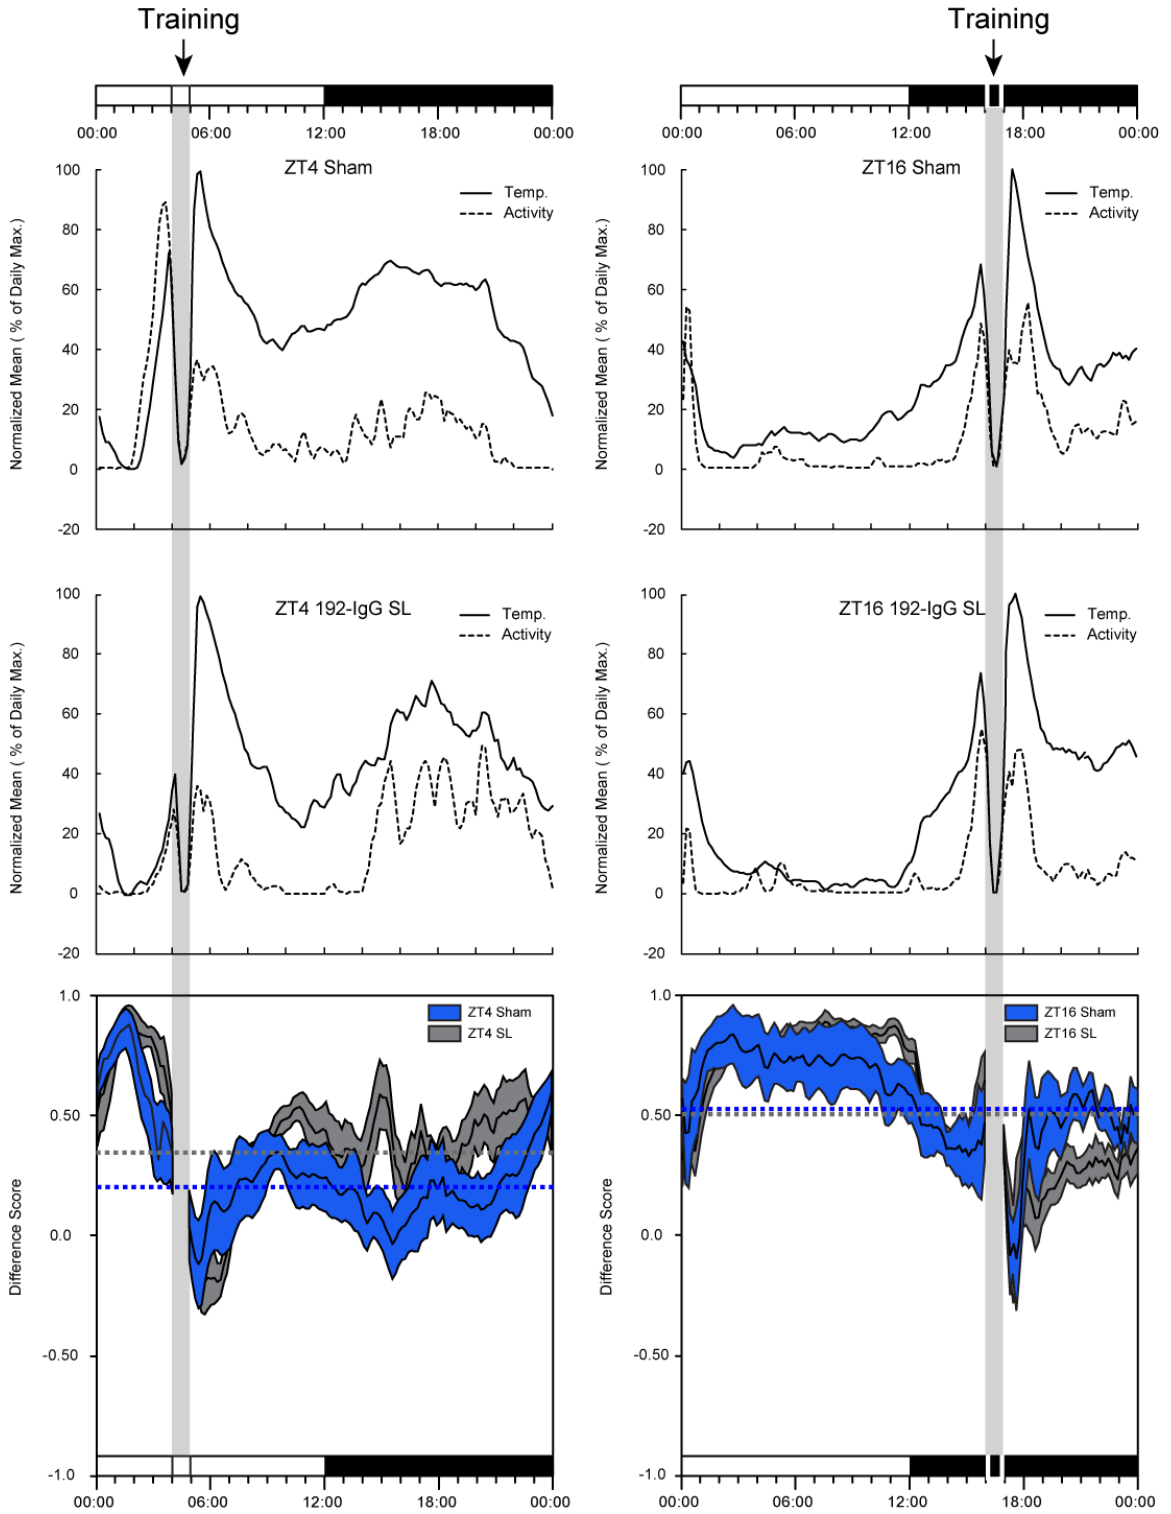 Training
Training
00:00 06:00 12:00 18:00 00:00
00:00 06:00 12:00 18:00 00:00
ZT4 Sham
Temp.
Activity
Normalized Mean ( % of Daily Max.)
100
80
60
40
20
0
-20
ZT16 Sham
Temp.
Activity
Normalized Mean ( % of Daily Max.)
100
80
60
40
20
0
-20
ZT4 192-IgG SL
Temp.
Activity
Normalized Mean ( % of Daily Max.)
100
80
60
40
20
0
-20
ZT16 192-IgG SL
Temp.
Activity
Normalized Mean ( % of Daily Max.)
100
80
60
40
20
0
-20
ZT4 Sham
ZT4 SL
Difference Score
1.0
0.50
0.0
-0.50
-1.0
00:00 06:00 12:00 18:00 00:00
ZT16 Sham
ZT16 SL
Difference Score
1.0
0.50
0.0
-0.50
-1.0
00:00 06:00 12:00 18:00 00:00